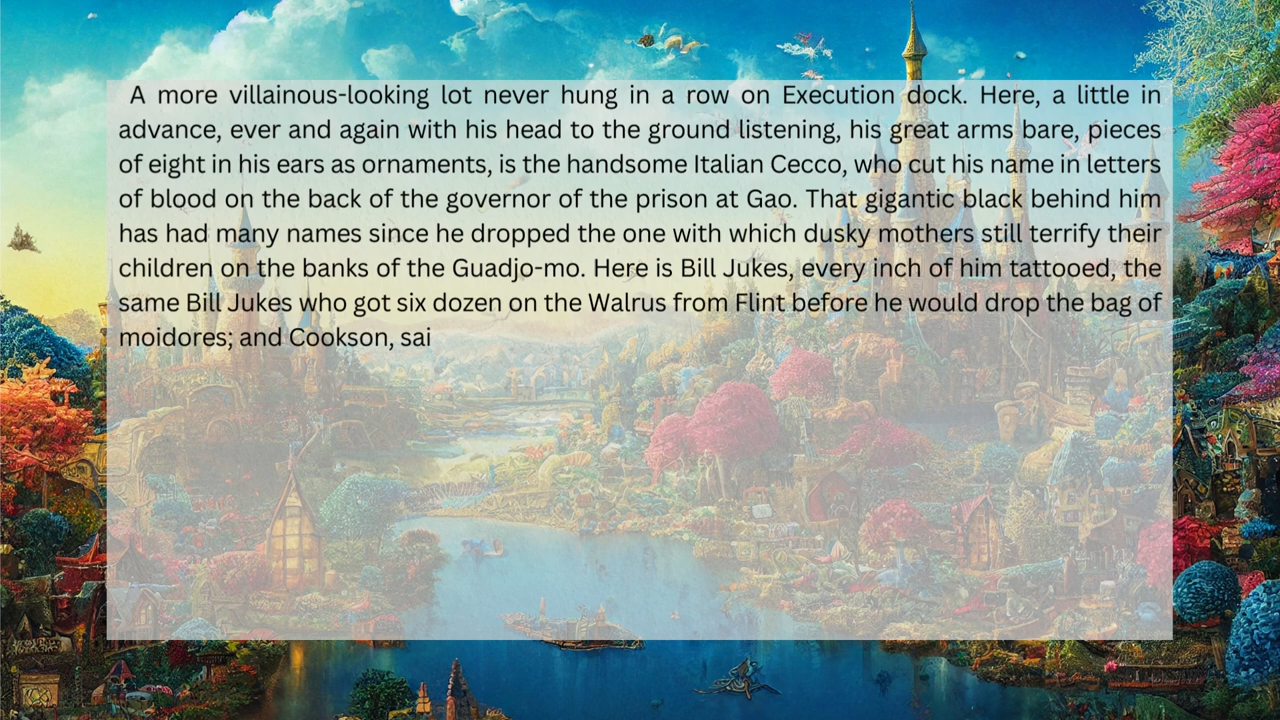 A more villainous-looking lot never hung in a row on Execution dock. Here, a little in
advance, ever and again with his head to the ground listening, his great arms bare, pieces
of eight in his ears as ornaments, is the handsome Italian Cecco, who cut his name in letters
of blood on the back of the governor of the prison at Gao. That gigantic black behind him
has had many names since he dropped the one with which dusky mothers still terrify their
children on the banks of the Guadjo-mo. Here is Bill Jukes, every inch of him tattooed, the
same Bill Jukes who got six dozen on the Walrus from Flint before he would drop the bag of
moidores; and Cookson, sai